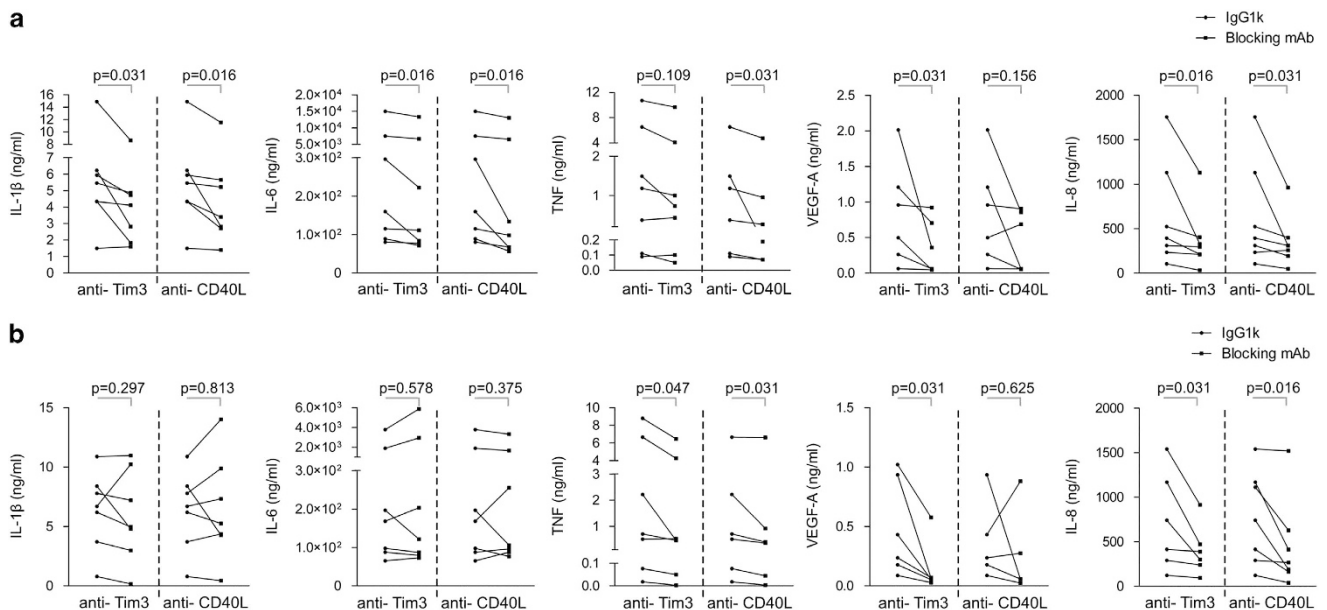 a
IgG1k
Blocking mAb
p=0.031 p=0.016
IL-1β (ng/ml)
16
14
12
10
8
7
6
5
4
3
2
1
0
anti- Tim3 anti- CD40L
p=0.016 p=0.016
IL-6 (ng/ml)
2.0×10⁴
1.5×10⁴
1.0×10⁴
5.0×10³
3.0×10²
2.0×10²
1.0×10²
0
anti- Tim3 anti- CD40L
p=0.109 p=0.031
TNF (ng/ml)
12
8
4
2
1
0.2
0.1
0.0
anti- Tim3 anti- CD40L
p=0.031 p=0.156
VEGF-A (ng/ml)
2.5
2.0
1.5
1.0
0.5
0.0
anti- Tim3 anti- CD40L
p=0.016 p=0.031
IL-8 (ng/ml)
2000
1500
1000
500
0
anti- Tim3 anti- CD40L
b
IgG1k
Blocking mAb
p=0.297 p=0.813
IL-1β (ng/ml)
15
10
5
0
anti- Tim3 anti- CD40L
p=0.578 p=0.375
IL-6 (ng/ml)
6.0×10³
4.0×10³
2.0×10³
3.0×10²
2.0×10²
1.0×10²
0
anti- Tim3 anti- CD40L
p=0.047 p=0.031
TNF (ng/ml)
10
8
6
4
3
2
1
0.1
0.0
anti- Tim3 anti- CD40L
p=0.031 p=0.625
VEGF-A (ng/ml)
1.5
1.0
0.5
0.0
anti- Tim3 anti- CD40L
p=0.031 p=0.016
IL-8 (ng/ml)
2000
1500
1000
500
0
anti- Tim3 anti- CD40L